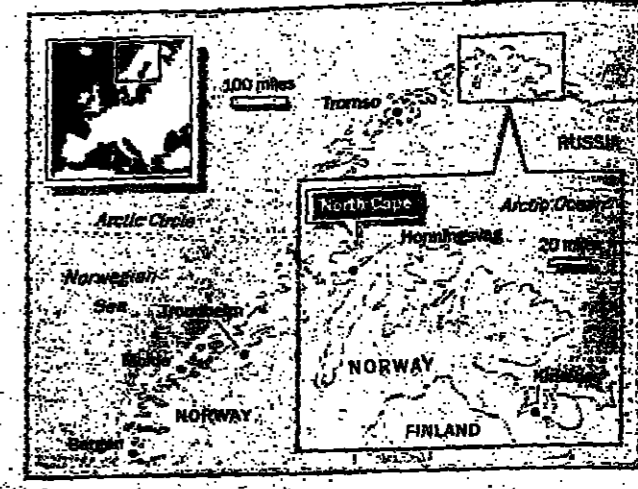 100 miles
Tromso
RUSSIA
North Cape
Arctic Ocean
Arctic Circle
Honningsvag
20 miles
Norwegian
Sea
Trondheim
NORWAY
Kirkenes
NORWAY
FINLAND
Bergen